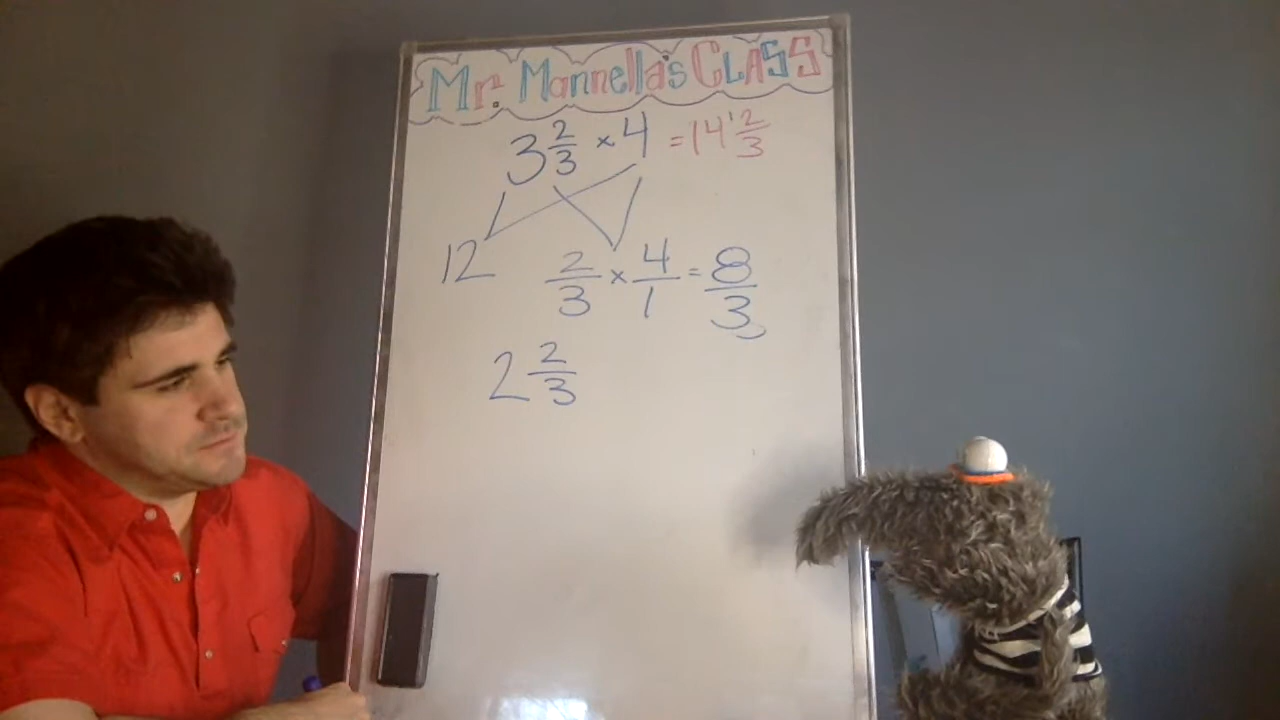 Mr. Mannella's CLASS
3 2/3 × 4 = 14' 2/3
12 2/3 × 4/1 = 8/3
2 2/3